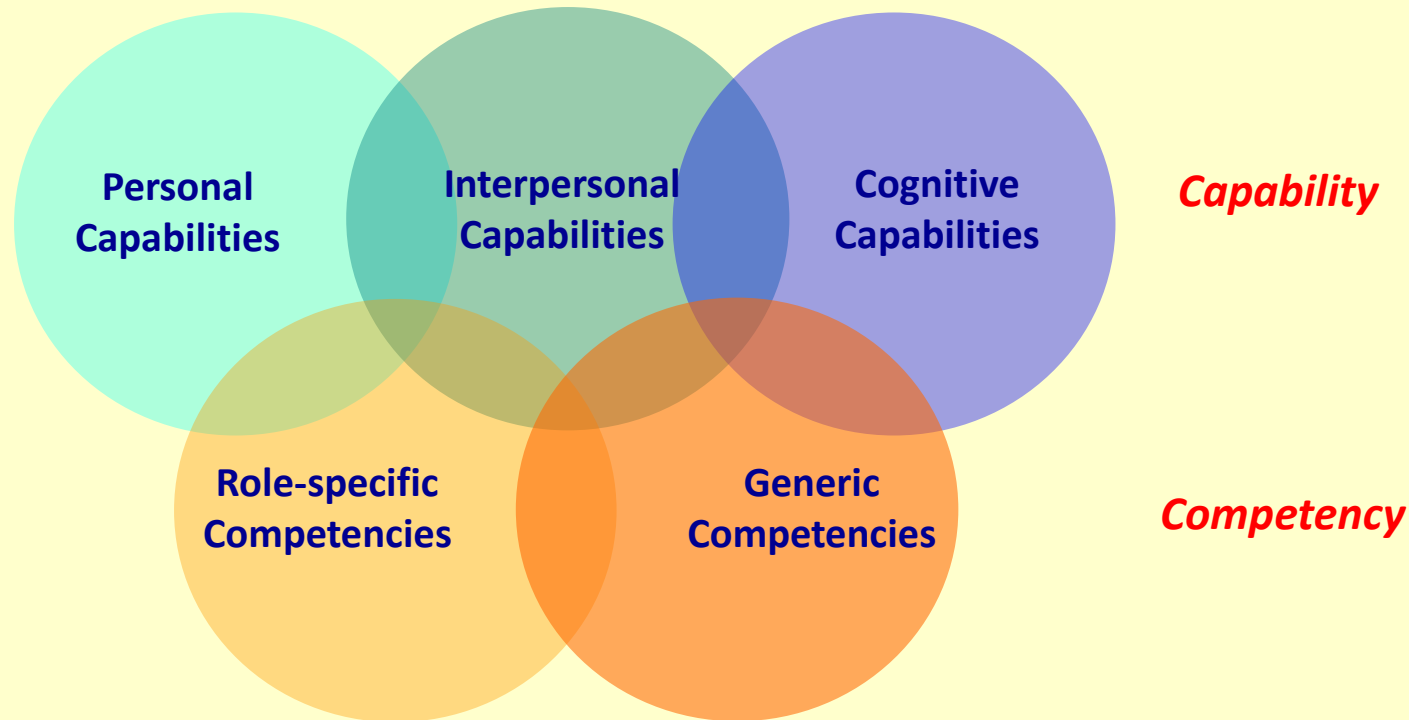 Personal
Capabilities
Interpersonal
Capabilities
Cognitive
Capabilities
Capability
Role-specific
Competencies
Generic
Competencies
Competency